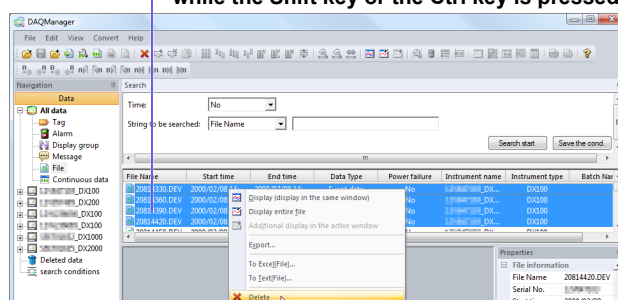 while the Shift key or the Ctrl key is pressed
DAQManager
File Edit View Convert Help
Navigation
Search
Data
All data
Tag
Alarm
Display group
Message
File
Continuous data
_DX100
_DX200
_DX100
_DX100
_DX1000
_DX2000
Deleted data
search conditions
Time: No
String to be searched: File Name
Search start Save the cond.
File Name Start time End time Data Type Power failure Instrument name Instrument type Batch Nar
20811330.DEV 2000/02/08 No _DX... DX100
20811360.DEV 2000/02/08 No _DX... DX100
20811390.DEV 2000/02/08 No _DX... DX100
20814420.DEV 2000/02/08 No _DX... DX100
Display (display in the same window)
Display entire file
Additional display in the active window
Export...
To Excel[File]...
To Text[File]...
Delete
Properties
File information
File Name 20814420.DEV
Serial No.